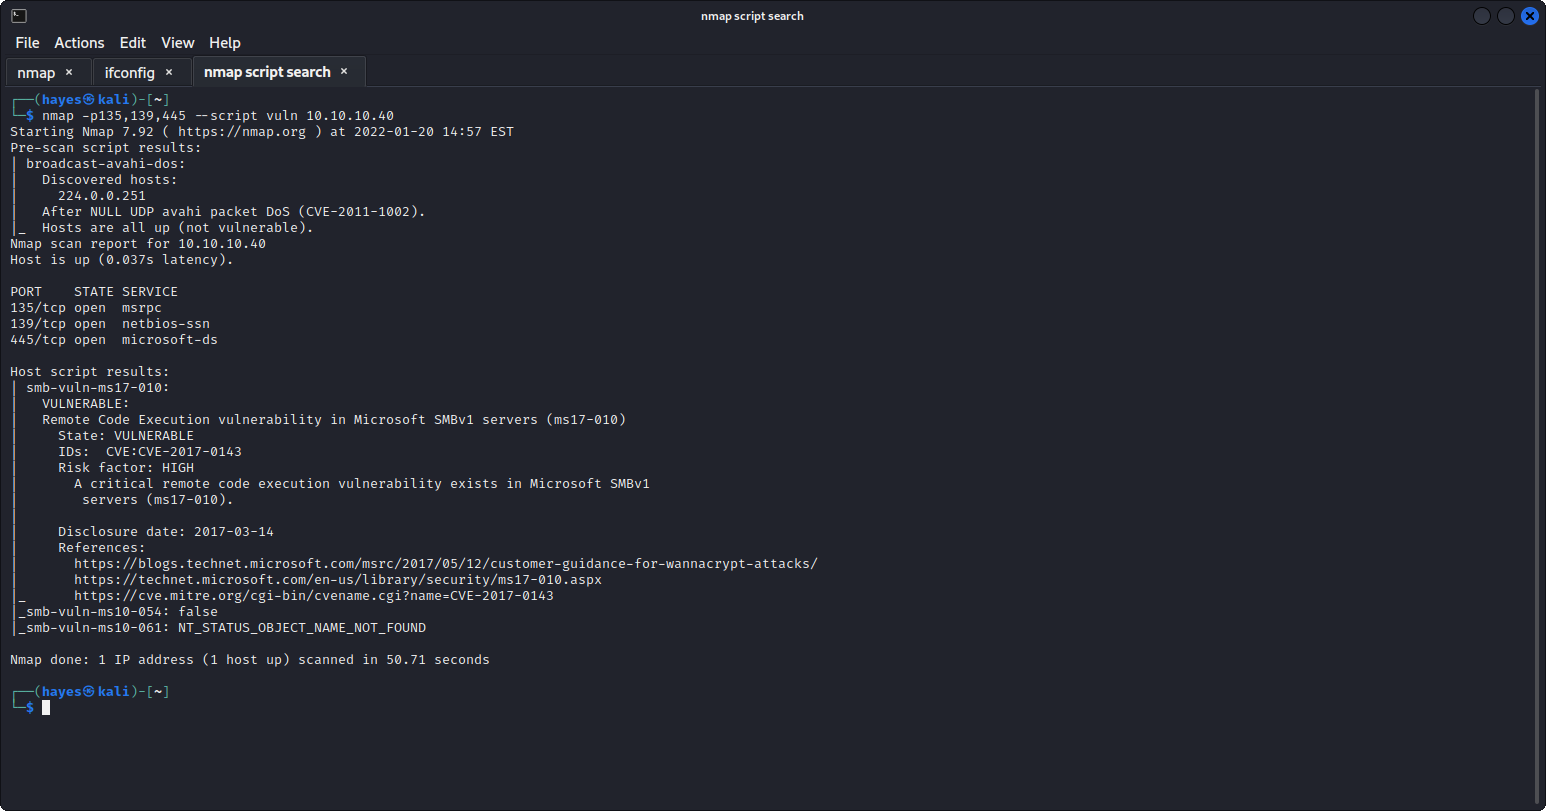 nmap script search
File Actions Edit View Help
nmap × ifconfig × nmap script search ×
┌──(hayes㉿kali)-[~]
└─$ nmap -p135,139,445 --script vuln 10.10.10.40
Starting Nmap 7.92 ( https://nmap.org ) at 2022-01-20 14:57 EST
Pre-scan script results:
| broadcast-avahi-dos:
|   Discovered hosts:
|     224.0.0.251
|   After NULL UDP avahi packet DoS (CVE-2011-1002).
|_  Hosts are all up (not vulnerable).
Nmap scan report for 10.10.10.40
Host is up (0.037s latency).

PORT    STATE SERVICE
135/tcp open  msrpc
139/tcp open  netbios-ssn
445/tcp open  microsoft-ds

Host script results:
| smb-vuln-ms17-010:
|   VULNERABLE:
|   Remote Code Execution vulnerability in Microsoft SMBv1 servers (ms17-010)
|     State: VULNERABLE
|     IDs:  CVE:CVE-2017-0143
|     Risk factor: HIGH
|       A critical remote code execution vulnerability exists in Microsoft SMBv1
|        servers (ms17-010).
|
|     Disclosure date: 2017-03-14
|     References:
|       https://blogs.technet.microsoft.com/msrc/2017/05/12/customer-guidance-for-wannacrypt-attacks/
|       https://technet.microsoft.com/en-us/library/security/ms17-010.aspx
|_      https://cve.mitre.org/cgi-bin/cvename.cgi?name=CVE-2017-0143
|_smb-vuln-ms10-054: false
|_smb-vuln-ms10-061: NT_STATUS_OBJECT_NAME_NOT_FOUND

Nmap done: 1 IP address (1 host up) scanned in 50.71 seconds

┌──(hayes㉿kali)-[~]
└─$